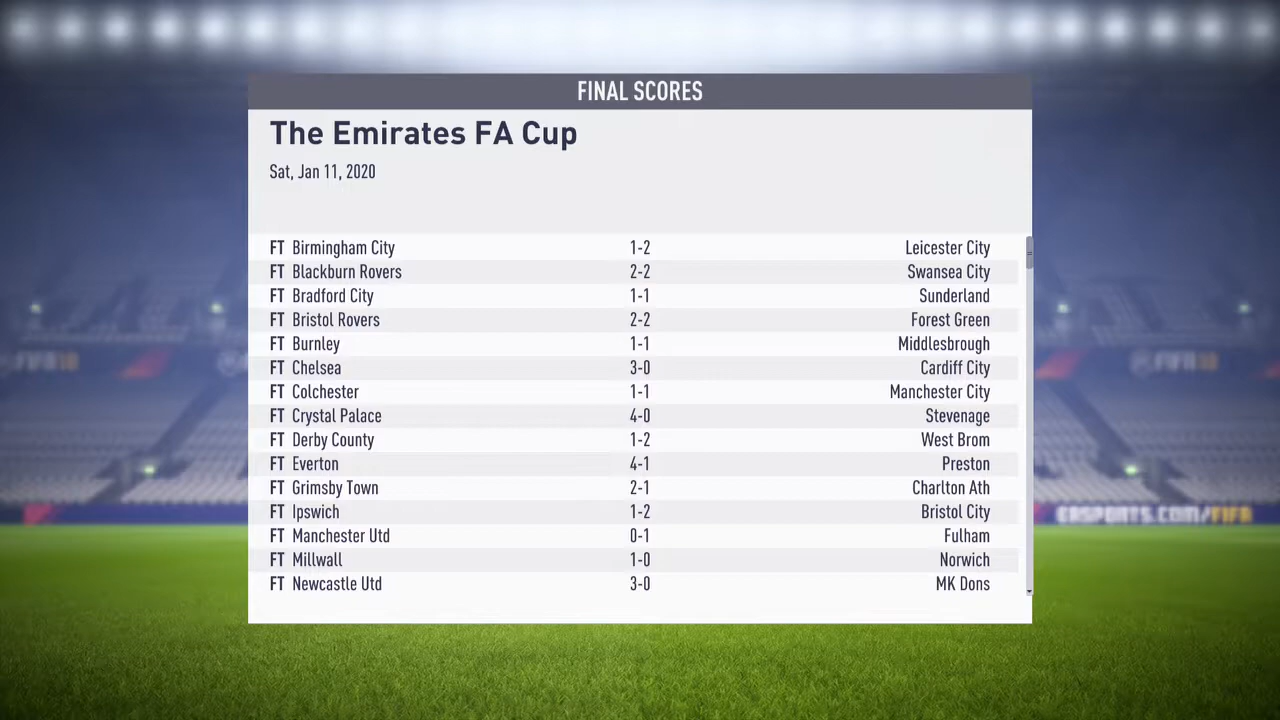 FINAL SCORES
The Emirates FA Cup
Sat, Jan 11, 2020
FT Birmingham City 1-2 Leicester City
FT Blackburn Rovers 2-2 Swansea City
FT Bradford City 1-1 Sunderland
FT Bristol Rovers 2-2 Forest Green
FT Burnley 1-1 Middlesbrough
FT Chelsea 3-0 Cardiff City
FT Colchester 1-1 Manchester City
FT Crystal Palace 4-0 Stevenage
FT Derby County 1-2 West Brom
FT Everton 4-1 Preston
FT Grimsby Town 2-1 Charlton Ath
FT Ipswich 1-2 Bristol City
FT Manchester Utd 0-1 Fulham
FT Millwall 1-0 Norwich
FT Newcastle Utd 3-0 MK Dons
FIFA18
FIFA18
EASPORTS.COM/FIFA